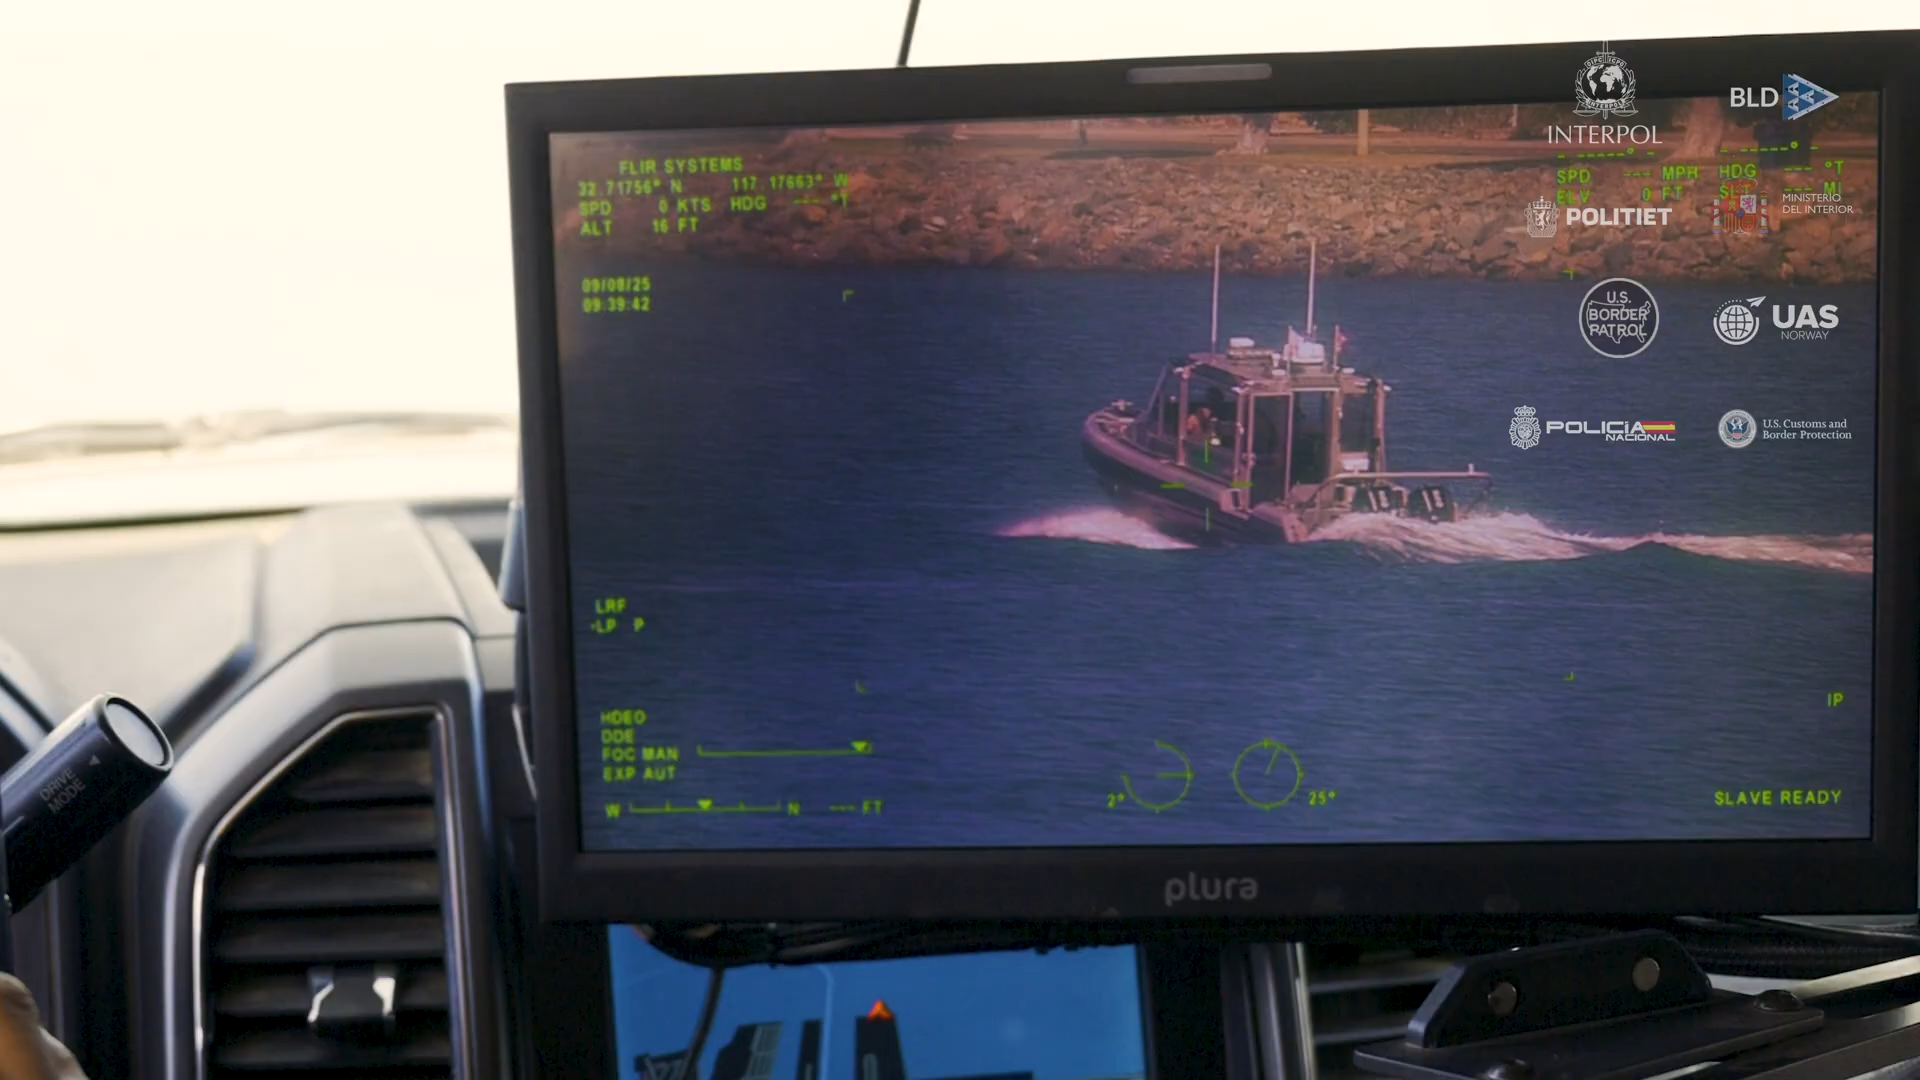 INTERPOL
BLD
FLIR SYSTEMS
32.71756° N 117.17663° W
SPD 0 KTS HDG --- °T
ALT 16 FT
SPD --- MPH HDG --- °T
ELV 0 FT SLT --- MI
POLITIET
MINISTERIO
DEL INTERIOR
09/08/25
09:39:42
U.S.
BORDER
PATROL
UAS
NORWAY
POLICIA
NACIONAL
U.S. Customs and
Border Protection
LRF
-LP P
IP
HDEO
DDE
FOC MAN
EXP AUT
W N --- FT
2°
25°
SLAVE READY
plura
DRIVE
MODE